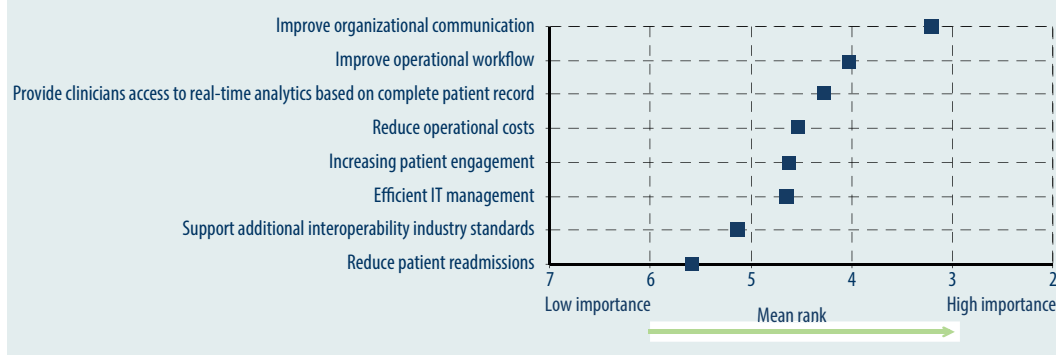 Improve organizational communication
Improve operational workflow
Provide clinicians access to real-time analytics based on complete patient record
Reduce operational costs
Increasing patient engagement
Efficient IT management
Support additional interoperability industry standards
Reduce patient readmissions
7 6 5 4 3 2
Low importance High importance
Mean rank